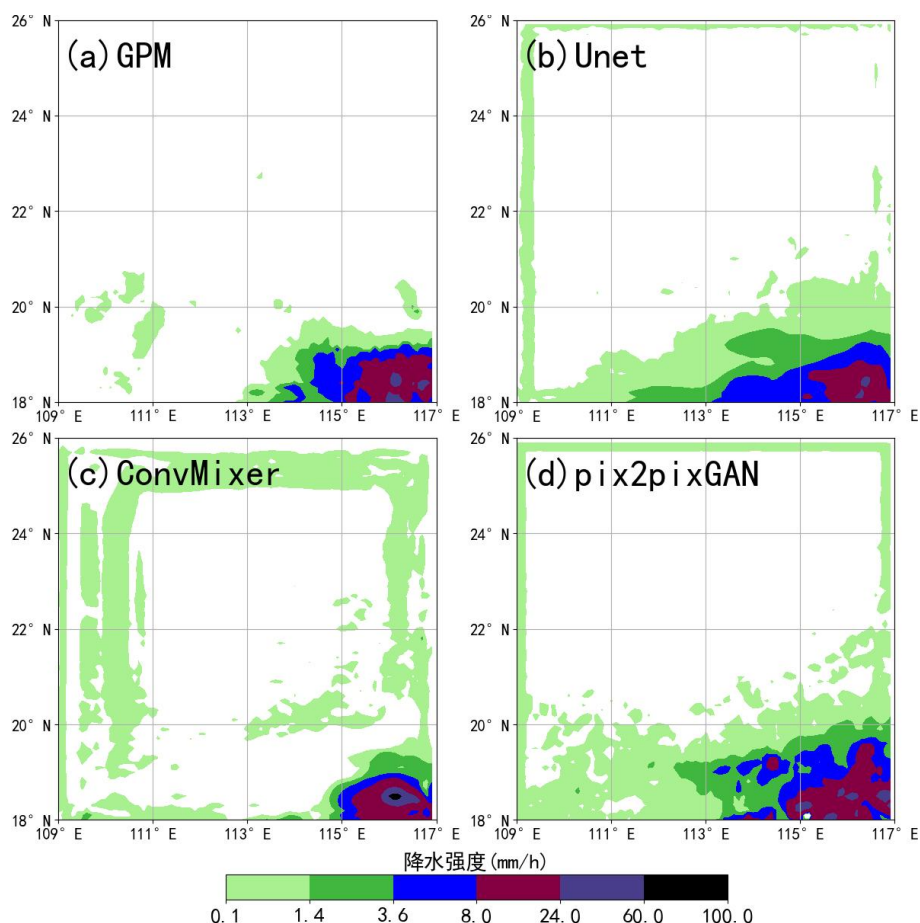 26° N
(a)GPM
24° N
22° N
20° N
18° N
109° E 111° E 113° E 115° E 117° E
26° N
(b)Unet
24° N
22° N
20° N
18° N
109° E 111° E 113° E 115° E 117° E
26° N
(c)ConvMixer
24° N
22° N
20° N
18° N
109° E 111° E 113° E 115° E 117° E
26° N
(d)pix2pixGAN
24° N
22° N
20° N
18° N
109° E 111° E 113° E 115° E 117° E
降水强度(mm/h)
0.1 1.4 3.6 8.0 24.0 60.0 100.0